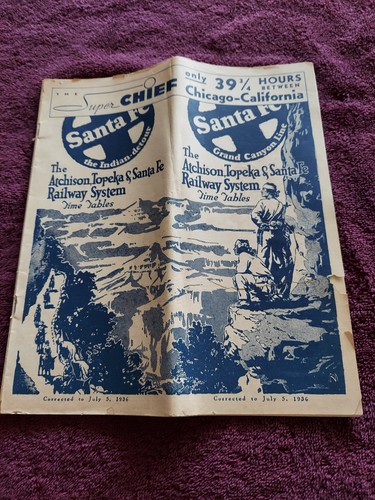 THE Super CHIEF
only 39 3/4 HOURS
BETWEEN
Chicago-California
Santa Fe
the Indian-detour
The
Atchison, Topeka & Santa Fe
Railway System
Time Tables
Corrected to July 5, 1936
Santa Fe
Grand Canyon Line
The
Atchison, Topeka & Santa Fe
Railway System
Time Tables
Corrected to July 5, 1936